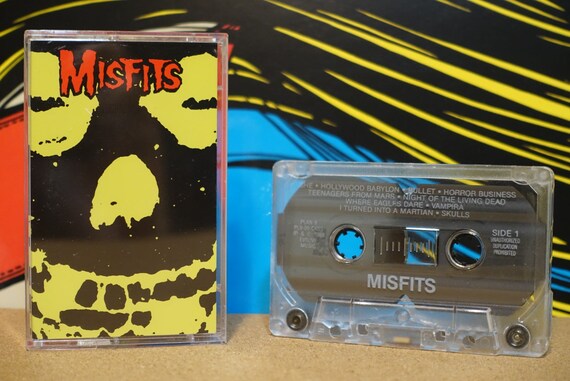 MISFITS
SHE • HOLLYWOOD BABYLON • BULLET • HORROR BUSINESS
TEENAGERS FROM MARS • NIGHT OF THE LIVING DEAD
WHERE EAGLES DARE • VAMPIRA
I TURNED INTO A MARTIAN • SKULLS
SIDE 1
UNAUTHORIZED
DUPLICATION
PROHIBITED
MISFITS